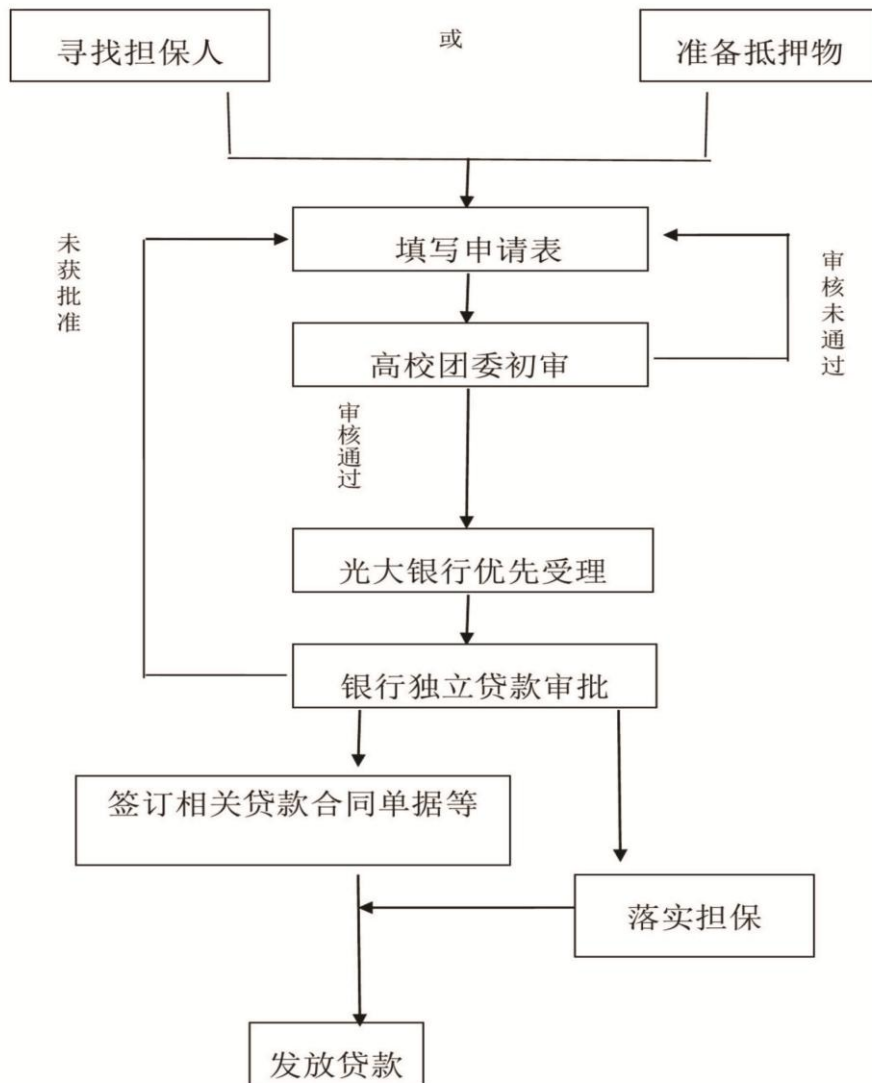 寻找担保人
或
准备抵押物
填写申请表
未获批准
审核未通过
高校团委初审
审核通过
光大银行优先受理
银行独立贷款审批
签订相关贷款合同单据等
落实担保
发放贷款